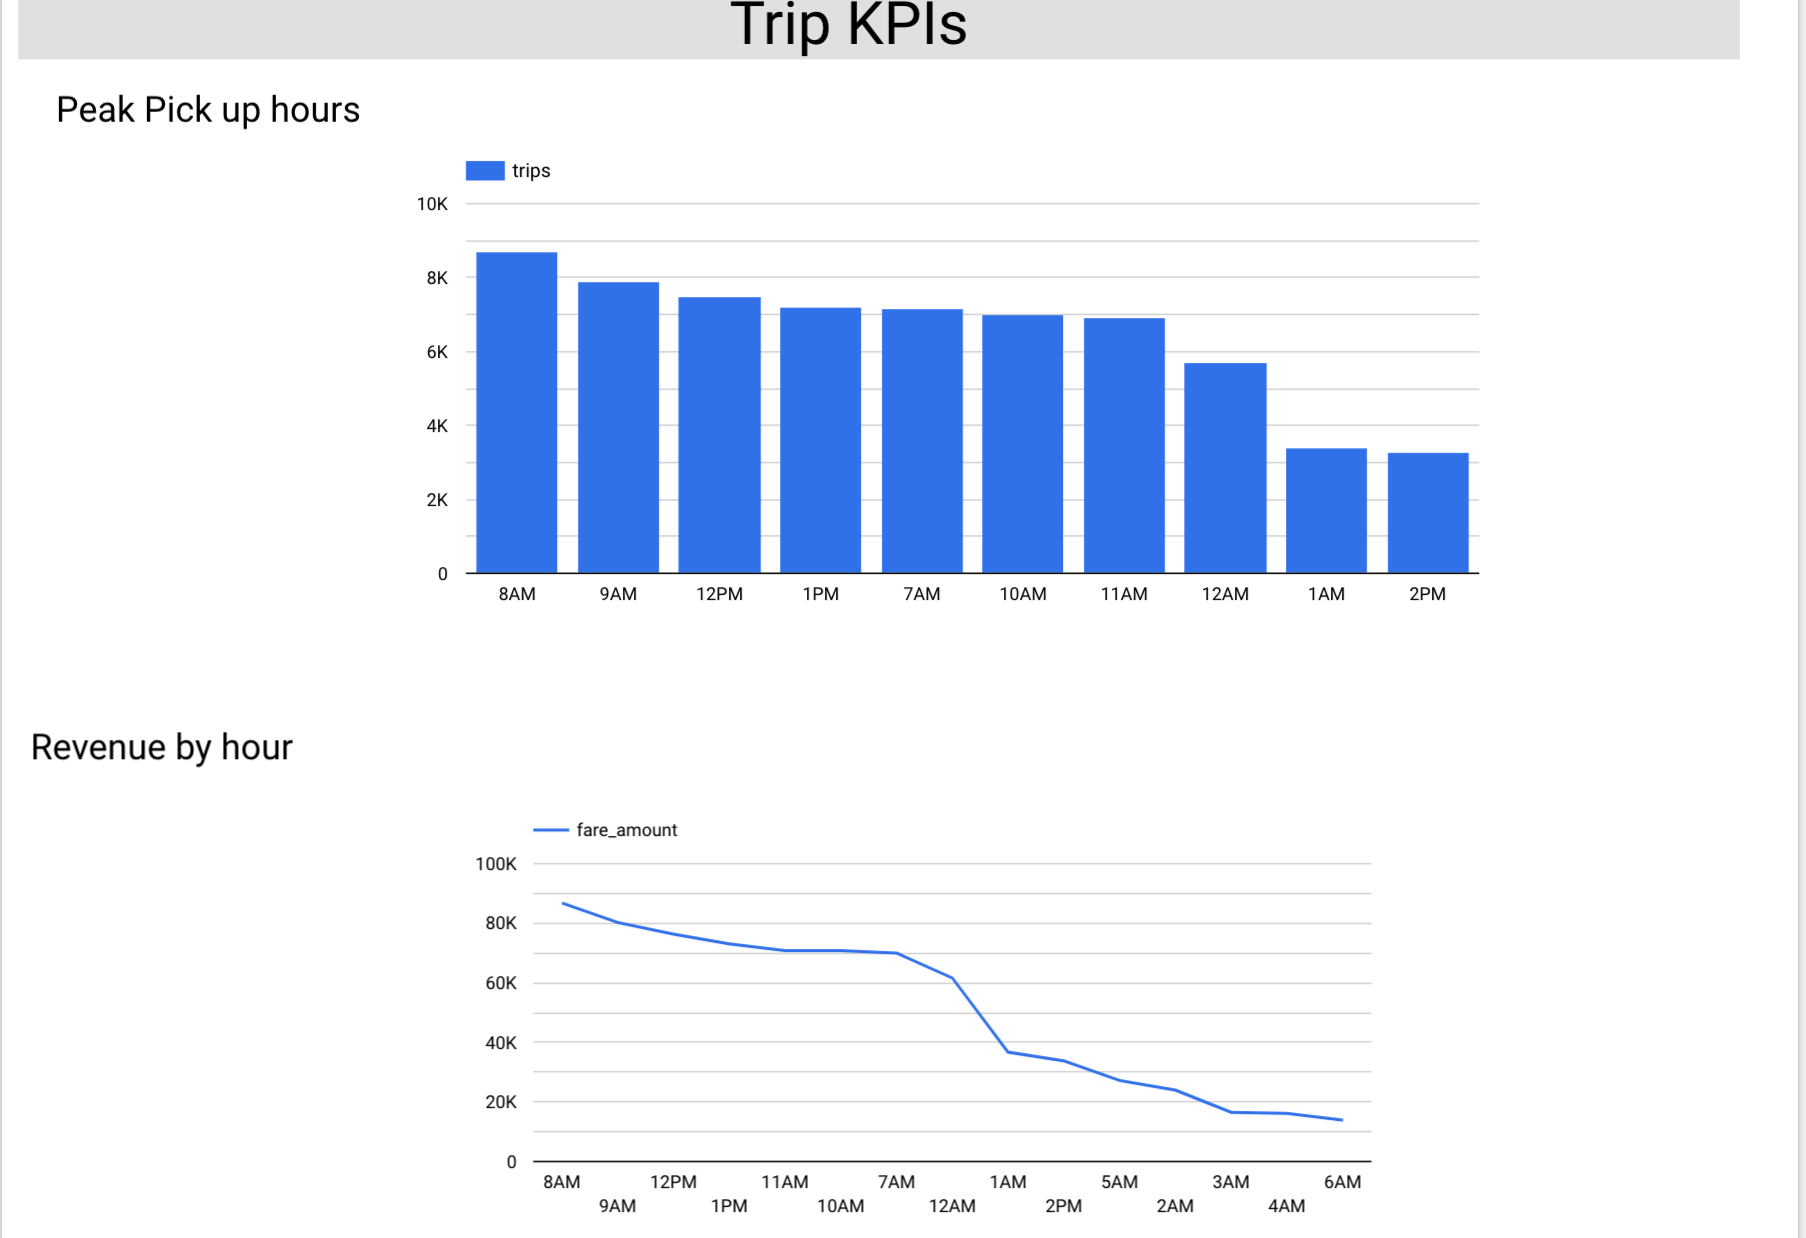 Trip KPIs
Peak Pick up hours
trips
10K
8K
6K
4K
2K
0
8AM 9AM 12PM 1PM 7AM 10AM 11AM 12AM 1AM 2PM
Revenue by hour
fare_amount
100K
80K
60K
40K
20K
0
8AM 12PM 11AM 7AM 1AM 5AM 3AM 6AM
9AM 1PM 10AM 12AM 2PM 2AM 4AM